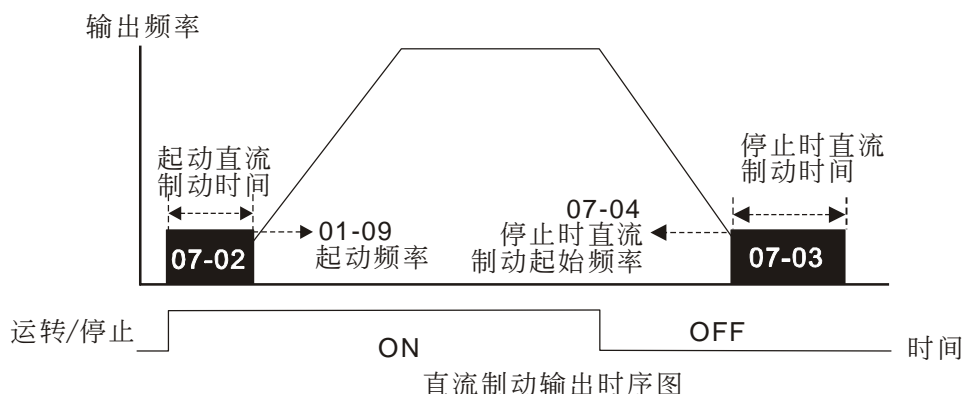 输出频率
起动直流
制动时间
停止时直流
制动时间
07-02
01-09
起动频率
07-04
停止时直流
制动起始频率
07-03
运转/停止
ON
OFF
时间
直流制动输出时序图